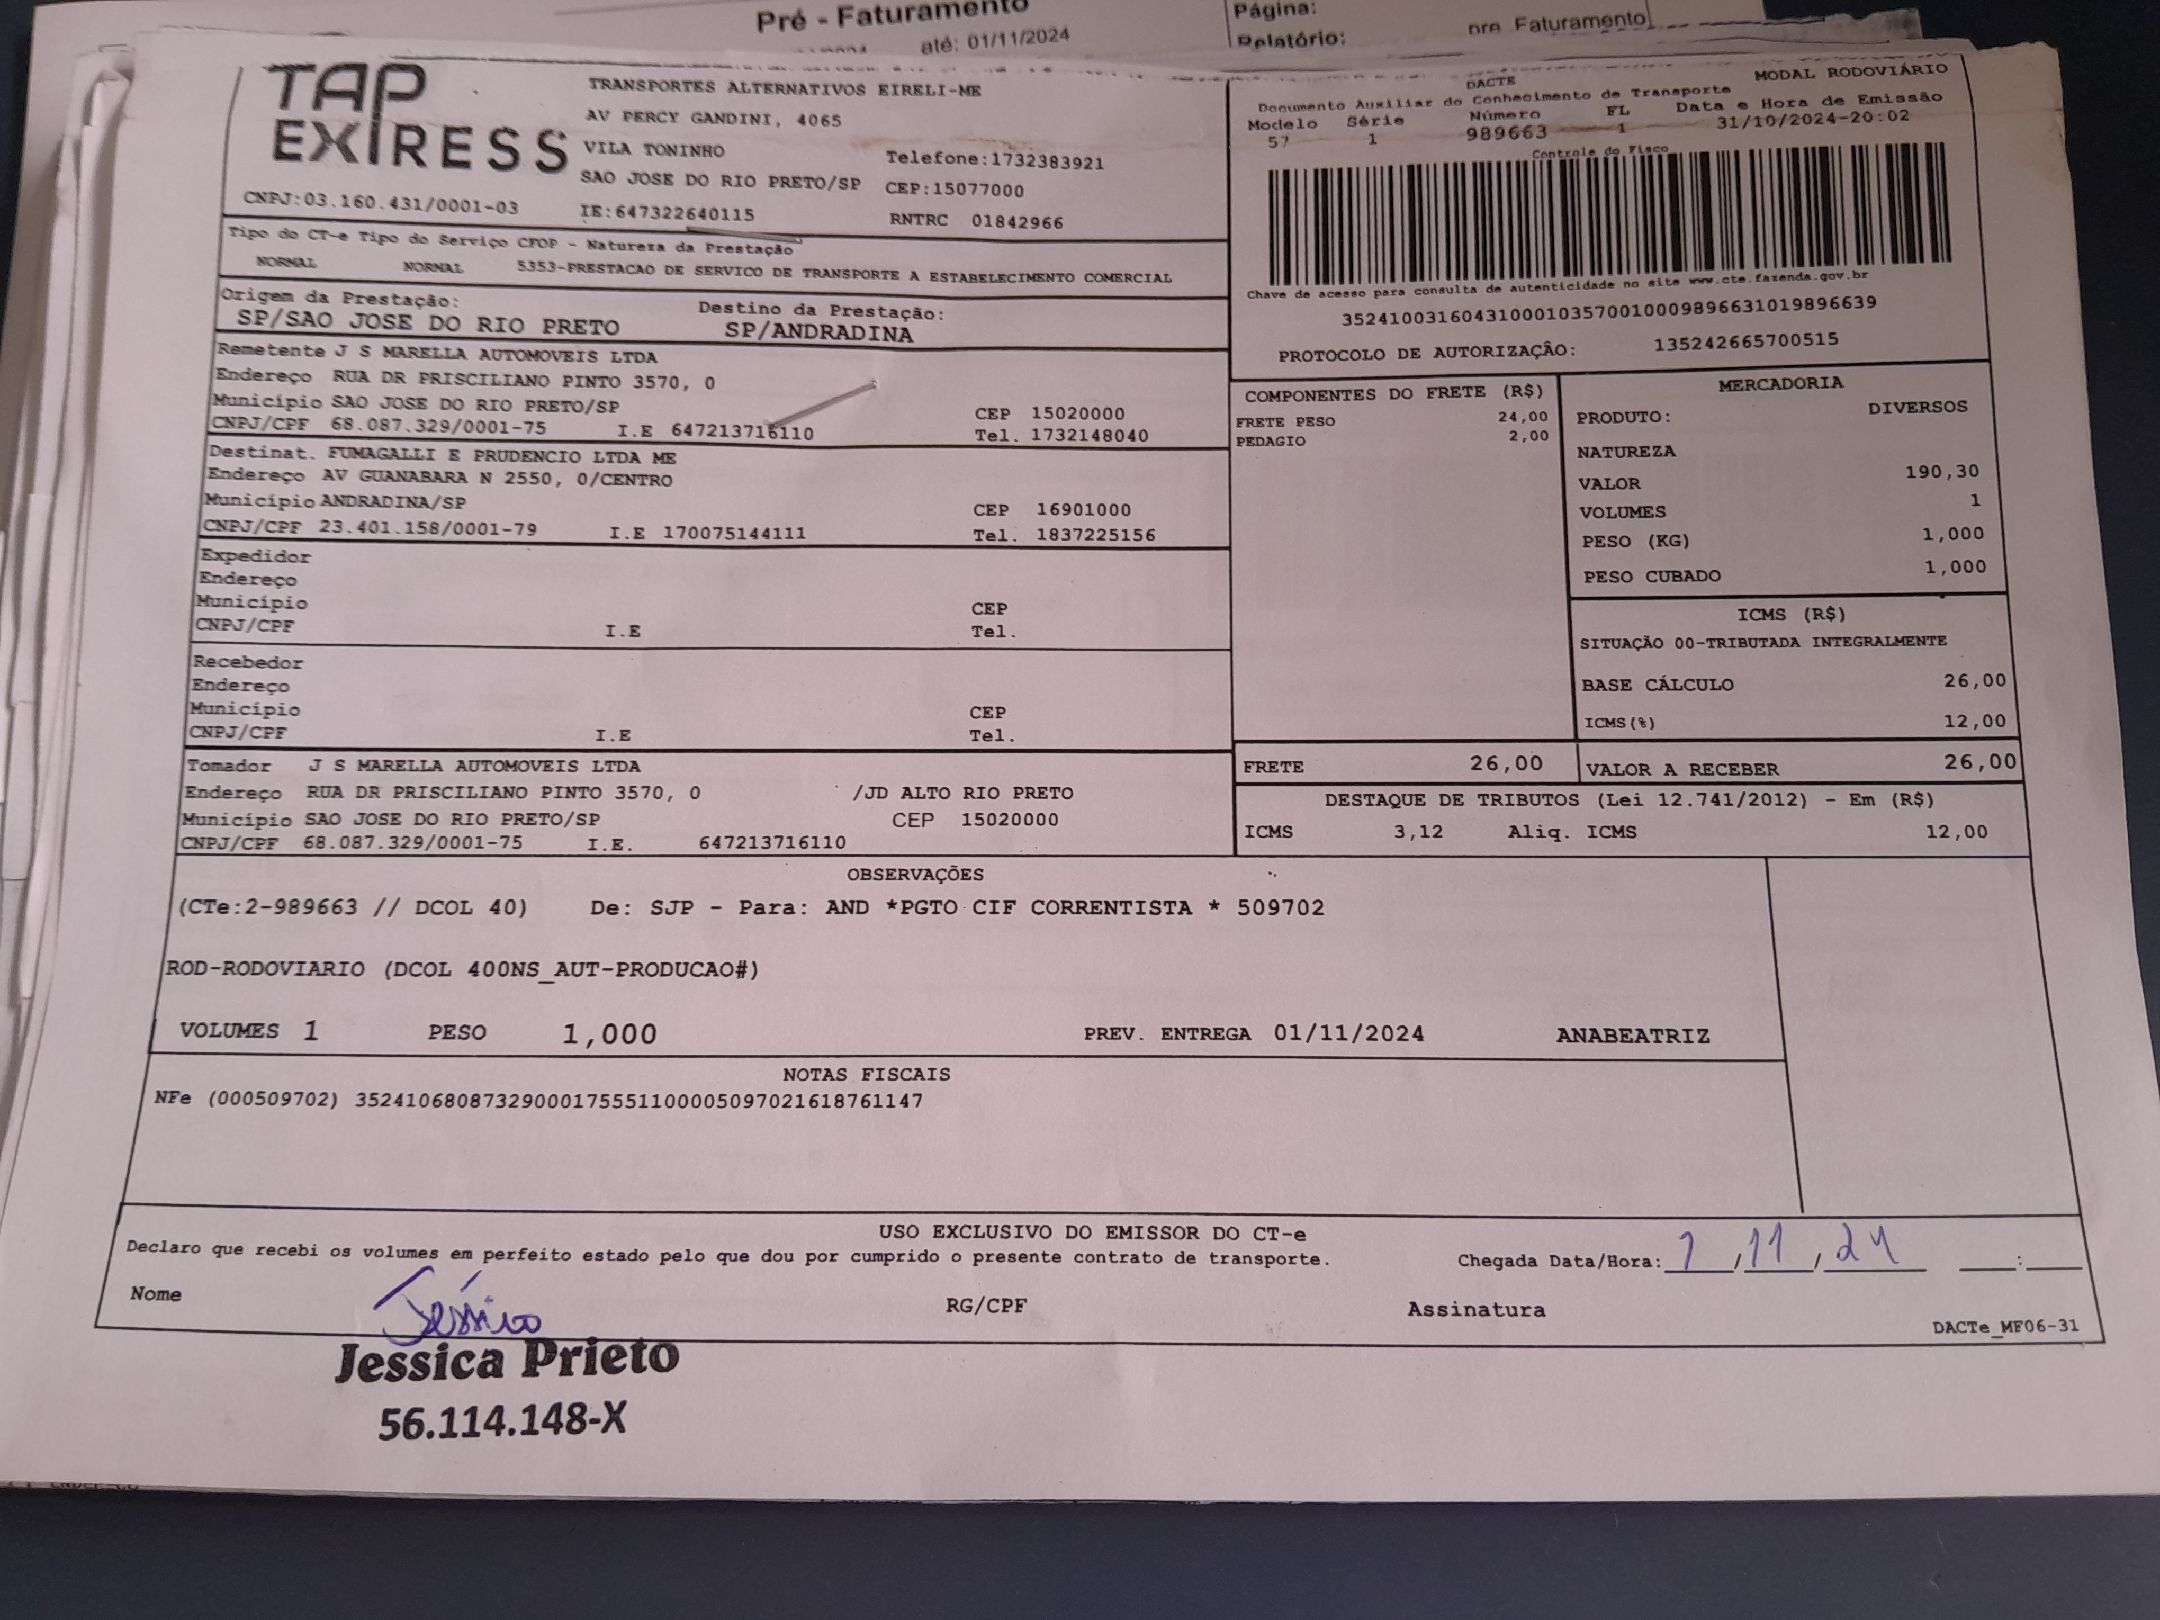 Pré - Faturamento
até: 01/11/2024
Página:
Relatório:
pre_Faturamento
TAP
EXPRESS
TRANSPORTES ALTERNATIVOS EIRELI-ME
AV PERCY GANDINI, 4065
VILA TONINHO
Telefone:1732383921
SAO JOSE DO RIO PRETO/SP CEP:15077000
CNPJ:03.160.431/0001-03 IE:647322640115 RNTRC 01842966
DACTE MODAL RODOVIÁRIO
Documento Auxiliar do Conhecimento de Transporte
Modelo Série Número FL Data e Hora de Emissão
57 1 989663 1 31/10/2024-20:02
Controle do Fisco
Chave de acesso para consulta de autenticidade no site www.cte.fazenda.gov.br
35241003160431000103570010009896631019896639
PROTOCOLO DE AUTORIZAÇÃO: 135242665700515
Tipo do CT-e Tipo do Serviço CFOP - Natureza da Prestação
NORMAL NORMAL 5353-PRESTACAO DE SERVICO DE TRANSPORTE A ESTABELECIMENTO COMERCIAL
Origem da Prestação: Destino da Prestação:
SP/SAO JOSE DO RIO PRETO SP/ANDRADINA
Remetente J S MARELLA AUTOMOVEIS LTDA
Endereço RUA DR PRISCILIANO PINTO 3570, 0
Município SAO JOSE DO RIO PRETO/SP CEP 15020000
CNPJ/CPF 68.087.329/0001-75 I.E 647213716110 Tel. 1732148040
Destinat. FUMAGALLI E PRUDENCIO LTDA ME
Endereço AV GUANABARA N 2550, 0/CENTRO
Município ANDRADINA/SP CEP 16901000
CNPJ/CPF 23.401.158/0001-79 I.E 170075144111 Tel. 1837225156
Expedidor
Endereço
Município CEP
CNPJ/CPF I.E Tel.
Recebedor
Endereço
Município CEP
CNPJ/CPF I.E Tel.
Tomador J S MARELLA AUTOMOVEIS LTDA
Endereço RUA DR PRISCILIANO PINTO 3570, 0 /JD ALTO RIO PRETO
Município SAO JOSE DO RIO PRETO/SP CEP 15020000
CNPJ/CPF 68.087.329/0001-75 I.E. 647213716110
COMPONENTES DO FRETE (R$)
FRETE PESO 24,00
PEDAGIO 2,00
MERCADORIA
PRODUTO: DIVERSOS
NATUREZA
VALOR 190,30
VOLUMES 1
PESO (KG) 1,000
PESO CUBADO 1,000
ICMS (R$)
SITUAÇÃO 00-TRIBUTADA INTEGRALMENTE
BASE CÁLCULO 26,00
ICMS(%) 12,00
FRETE 26,00 VALOR A RECEBER 26,00
DESTAQUE DE TRIBUTOS (Lei 12.741/2012) - Em (R$)
ICMS 3,12 Aliq. ICMS 12,00
OBSERVAÇÕES
(CTe:2-989663 // DCOL 40) De: SJP - Para: AND *PGTO CIF CORRENTISTA * 509702
ROD-RODOVIARIO (DCOL 400NS_AUT-PRODUCAO#)
VOLUMES 1 PESO 1,000 PREV. ENTREGA 01/11/2024 ANABEATRIZ
NOTAS FISCAIS
NFe (000509702) 35241068087329000175551100005097021618761147
USO EXCLUSIVO DO EMISSOR DO CT-e
Declaro que recebi os volumes em perfeito estado pelo que dou por cumprido o presente contrato de transporte. Chegada Data/Hora: 1,11,24 :
Nome Jéssica RG/CPF Assinatura
DACTe_MF06-31
Jessica Prieto
56.114.148-X